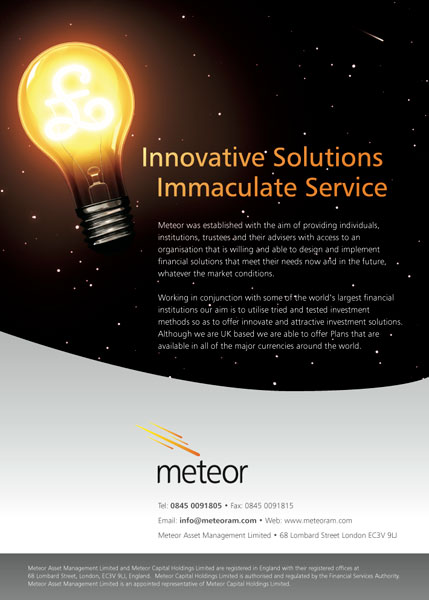 Innovative Solutions
Immaculate Service
Meteor was established with the aim of providing individuals,
institutions, trustees and their advisers with access to an
organisation that is willing and able to design and implement
financial solutions that meet their needs now and in the future,
whatever the market conditions.
Working in conjunction with some of the world's largest financial
institutions our aim is to utilise tried and tested investment
methods so as to offer innovate and attractive investment solutions.
Although we are UK based we are able to offer Plans that are
available in all of the major currencies around the world.
meteor
Tel: 0845 0091805 • Fax: 0845 0091815
Email: info@meteoram.com • Web: www.meteoram.com
Meteor Asset Management Limited • 68 Lombard Street London EC3V 9LJ
Meteor Asset Management Limited and Meteor Capital Holdings Limited are registered in England with their registered offices at
68 Lombard Street, London, EC3V 9LJ, England. Meteor Capital Holdings Limited is authorised and regulated by the Financial Services Authority.
Meteor Asset Management Limited is an appointed representative of Meteor Capital Holdings Limited.